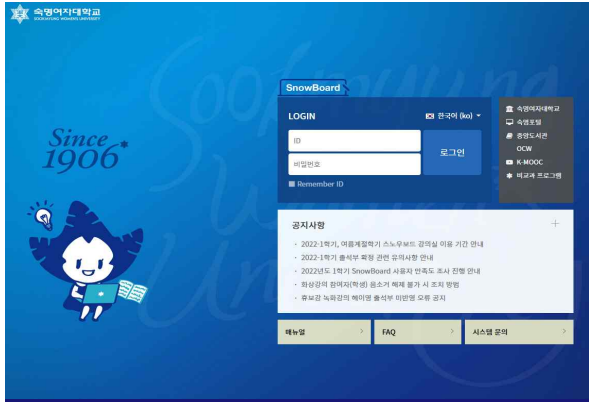 숙명여자대학교
SOOKMYUNG WOMEN'S UNIVERSITY
Sookmyung
Women's
Uni
Since
1906
SnowBoard
LOGIN
한국어 (ko)
ID
비밀번호
로그인
Remember ID
숙명여자대학교
숙명포털
중앙도서관
OCW
K-MOOC
비교과 프로그램
공지사항
2022-1학기, 여름계절학기 스노우보드 강의실 이용 기간 안내
2022-1학기 출석부 확정 관련 유의사항 안내
2022년도 1학기 SnowBoard 사용자 만족도 조사 진행 안내
화상강의 참여자(학생) 음소거 해제 불가 시 조치 방법
휴보강 녹화강의 헤이영 출석부 미반영 오류 공지
매뉴얼
FAQ
시스템 문의